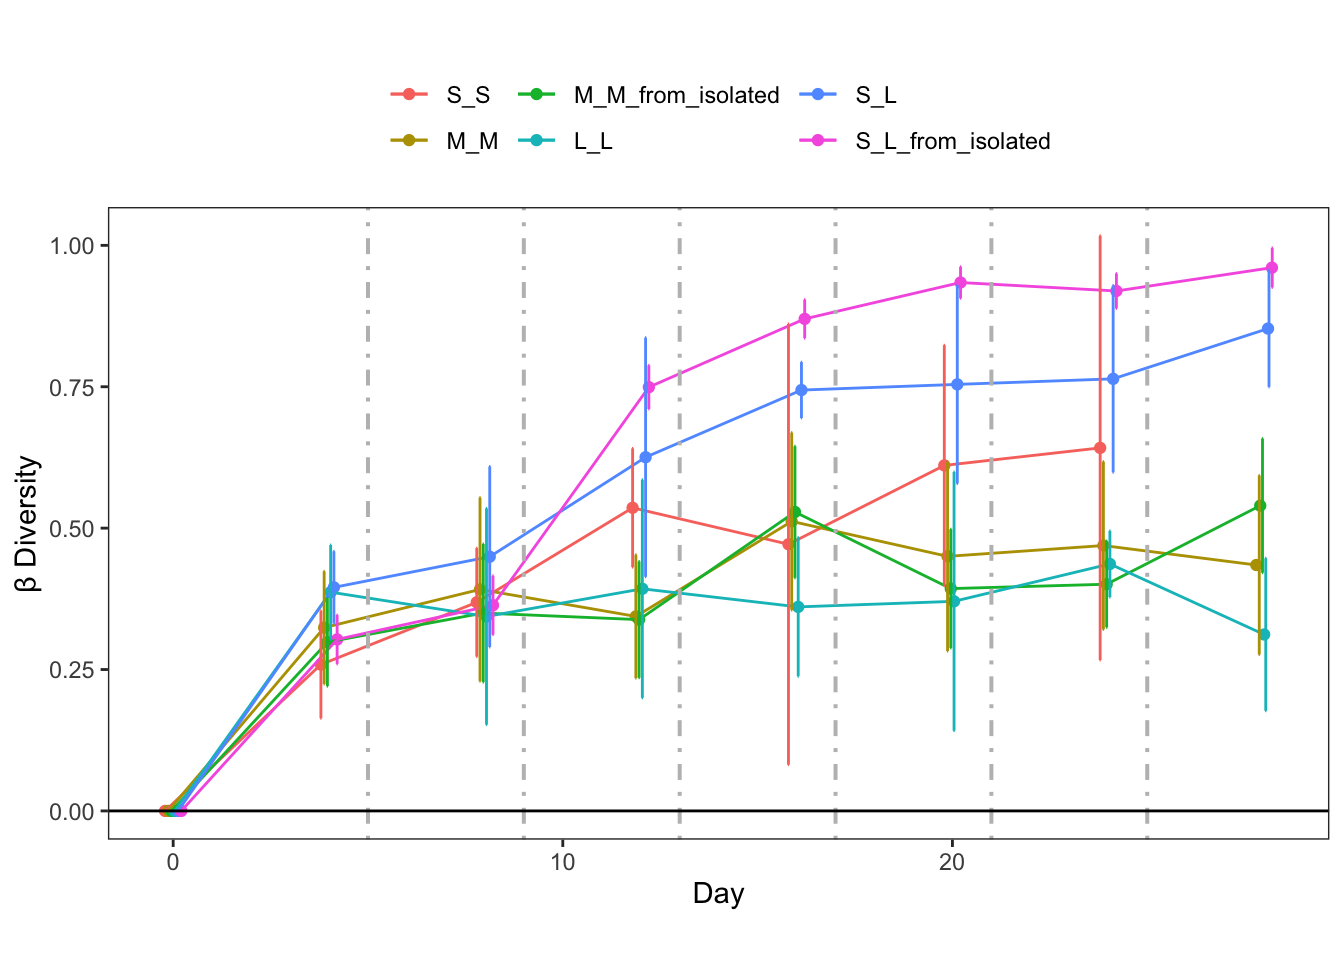 S_S M_M_from_isolated S_L
M_M L_L S_L_from_isolated
1.00
0.75
0.50
0.25
0.00
β Diversity
0 10 20
Day